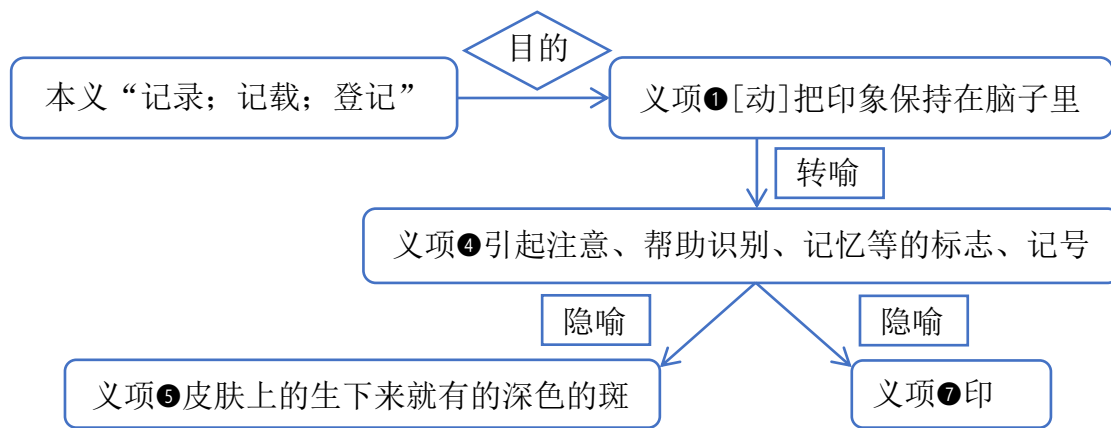 目的
本义“记录；记载；登记”
义项❶[动]把印象保持在脑子里
转喻
义项❹引起注意、帮助识别、记忆等的标志、记号
隐喻
隐喻
义项❺皮肤上的生下来就有的深色的斑
义项❼印